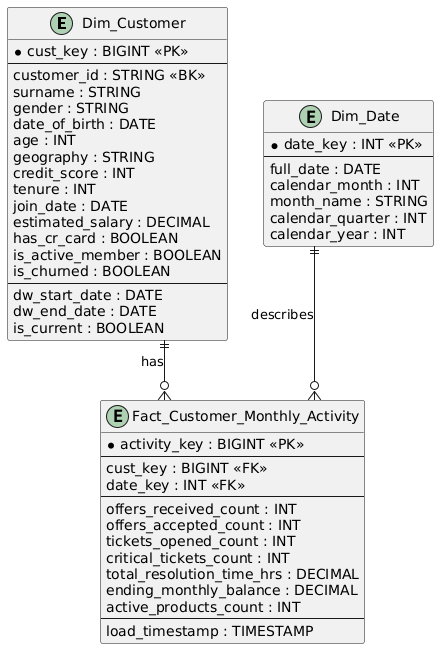 E Dim_Customer
* cust_key : BIGINT «PK»
customer_id : STRING «BK»
surname : STRING
gender : STRING
date_of_birth : DATE
age : INT
geography : STRING
credit_score : INT
tenure : INT
join_date : DATE
estimated_salary : DECIMAL
has_cr_card : BOOLEAN
is_active_member : BOOLEAN
is_churned : BOOLEAN
dw_start_date : DATE
dw_end_date : DATE
is_current : BOOLEAN
E Dim_Date
* date_key : INT «PK»
full_date : DATE
calendar_month : INT
month_name : STRING
calendar_quarter : INT
calendar_year : INT
has
describes
E Fact_Customer_Monthly_Activity
* activity_key : BIGINT «PK»
cust_key : BIGINT «FK»
date_key : INT «FK»
offers_received_count : INT
offers_accepted_count : INT
tickets_opened_count : INT
critical_tickets_count : INT
total_resolution_time_hrs : DECIMAL
ending_monthly_balance : DECIMAL
active_products_count : INT
load_timestamp : TIMESTAMP